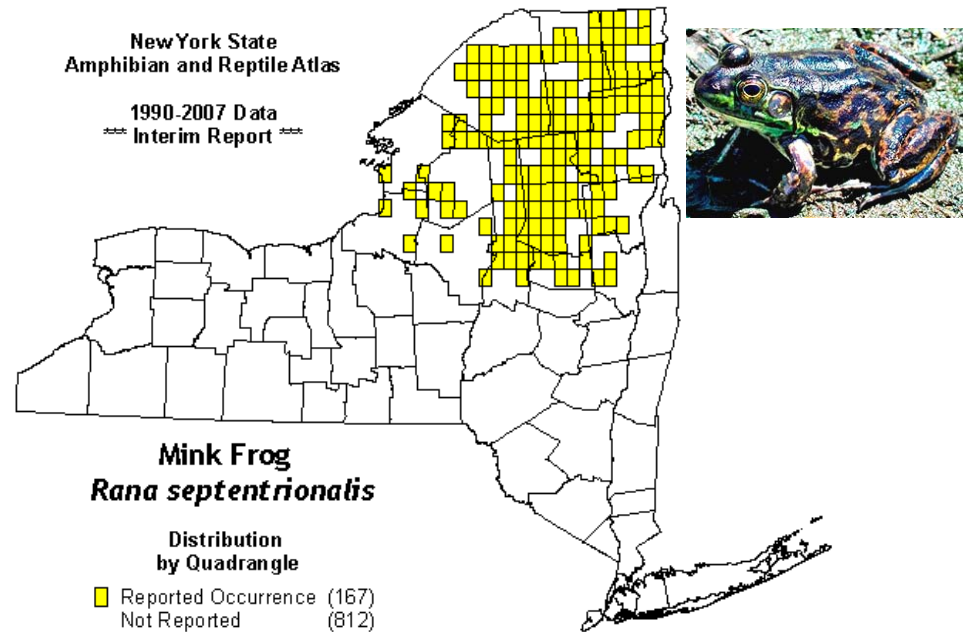 New York State
Amphibian and Reptile Atlas
1990-2007 Data
*** Interim Report ***
Mink Frog
Rana septentrionalis
Distribution
by Quadrangle
Reported Occurrence (167)
Not Reported (812)